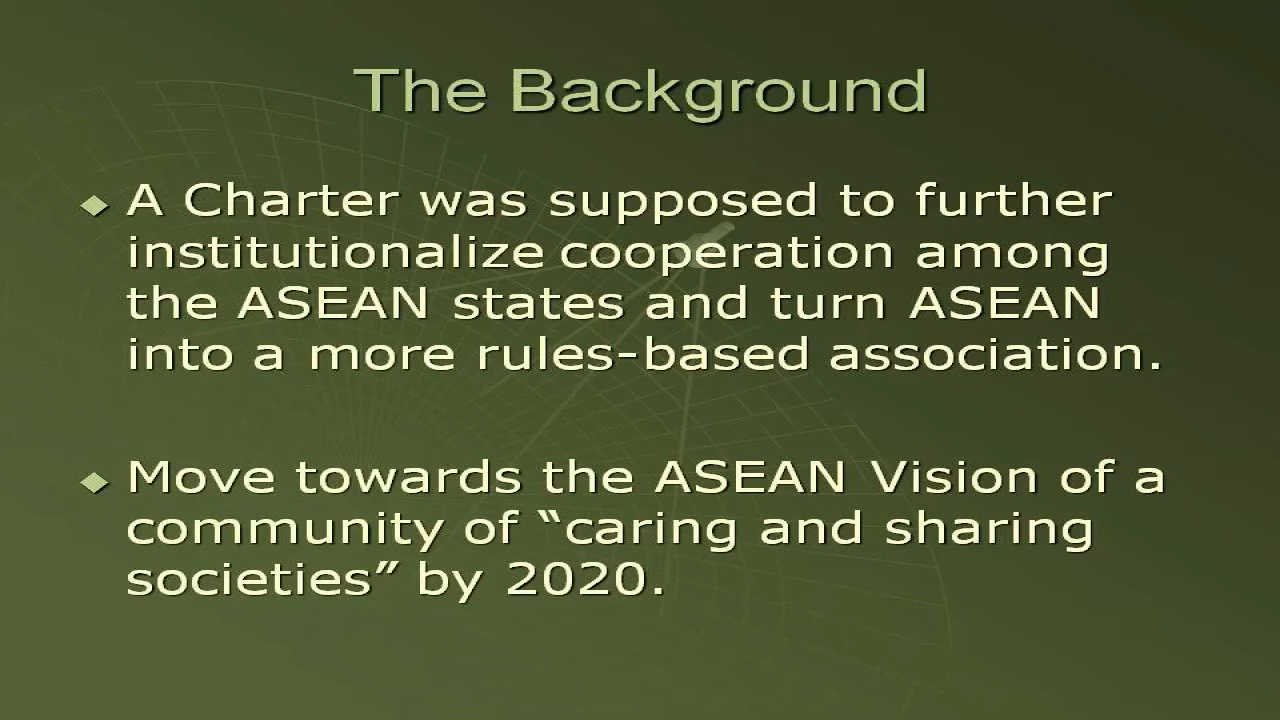 The Background
A Charter was supposed to further
institutionalize cooperation among
the ASEAN states and turn ASEAN
into a more rules-based association.
Move towards the ASEAN Vision of a
community of “caring and sharing
societies” by 2020.